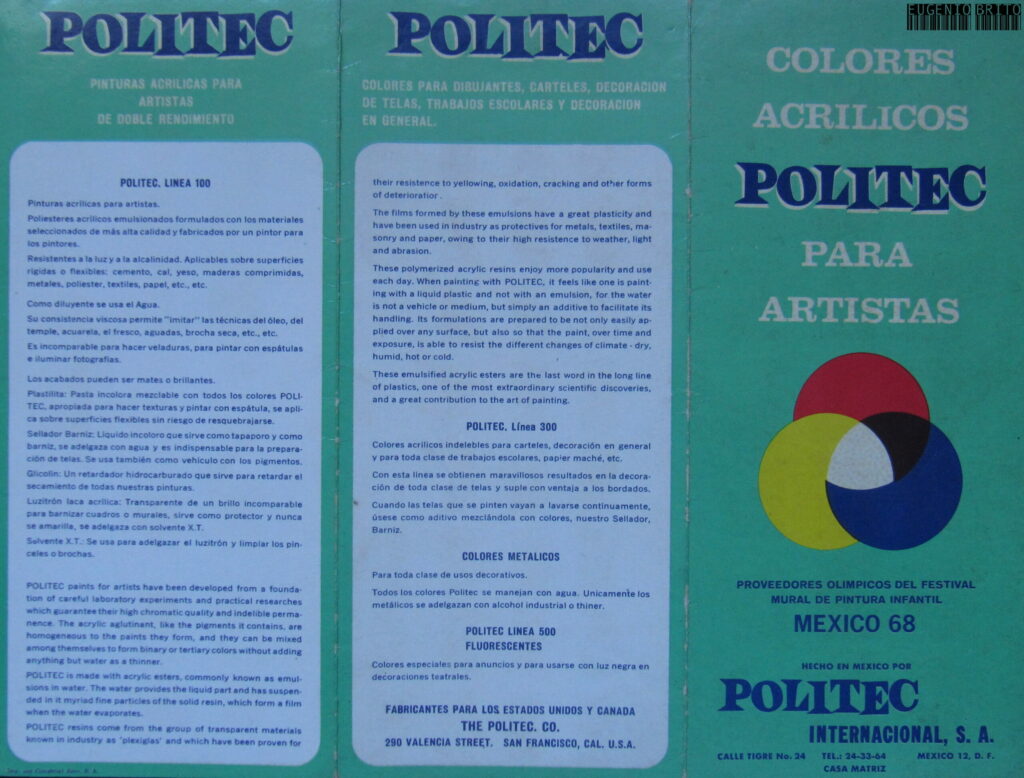 POLITEC
PINTURAS ACRILICAS PARA
ARTISTAS
DE DOBLE RENDIMIENTO
POLITEC, LINEA 100
Pinturas acrílicas para artistas.
Poliesteres acrílicos emulsionados formulados con los materiales
seleccionados de más alta calidad y fabricados por un pintor para
los pintores.
Resistentes a la luz y a la alcalinidad. Aplicables sobre superficies
rígidas o flexibles: cemento, cal, yeso, maderas comprimidas,
metales, poliester, textiles, papel, etc., etc.
Como diluyente se usa el Agua.
Su consistencia viscosa permite "imitar" las técnicas del óleo, del
temple, acuarela, el fresco, aguadas, brocha seca, etc., etc.
Es incomparable para hacer veladuras, para pintar con espátulas
e iluminar fotografías.
Los acabados pueden ser mates o brillantes.
Plastilita: Pasta incolora mezclable con todos los colores POLI-
TEC, apropiada para hacer texturas y pintar con espátula, se apli-
ca sobre superficies flexibles sin riesgo de resquebrajarse.
Sellador Barniz: Líquido incoloro que sirve como tapaporo y como
barniz, se adelgaza con agua y es indispensable para la prepara-
ción de telas. Se usa también como vehículo con los pigmentos.
Glicolin: Un retardador hidrocarburado que sirve para retardar el
secamiento de todas nuestras pinturas.
Luzitrón laca acrílica: Transparente de un brillo incomparable
para barnizar cuadros o murales, sirve como protector y nunca
se amarilla, se adelgaza con solvente X.T.
Solvente X.T.: Se usa para adelgazar el luzitrón y limpiar los pin-
celes o brochas.
POLITEC paints for artists have been developed from a founda-
tion of careful laboratory experiments and practical researches
which guarantee their high chromatic quality and indelible perma-
nence. The acrylic aglutinant, like the pigments it contains, are
homogeneous to the paints they form, and they can be mixed
among themselves to form binary or tertiary colors without adding
anything but water as a thinner.
POLITEC is made with acrylic esters, commonly known as emul-
sions in water. The water provides the liquid part and has suspen-
ded in it myriad fine particles of the solid resin, which form a film
when the water evaporates.
POLITEC resins come from the group of transparent materials
known in industry as 'plexiglas' and which have been proven for
POLITEC
COLORES PARA DIBUJANTES, CARTELES, DECORACION
DE TELAS, TRABAJOS ESCOLARES Y DECORACION
EN GENERAL.
their resistence to yellowing, oxidation, cracking and other forms
of deterioratior.
The films formed by these emulsions have a great plasticity and
have been used in industry as protectives for metals, textiles, ma-
sonry and paper, owing to their high resistence to weather, light
and abrasion.
These polymerized acrylic resins enjoy more popularity and use
each day. When painting with POLITEC, it feels like one is paint-
ing with a liquid plastic and not with an emulsion, for the water
is not a vehicle or medium, but simply an additive to facilitate its
handling. Its formulations are prepared to be not only easily ap-
plied over any surface, but also so that the paint, over time and
exposure, is able to resist the different changes of climate - dry,
humid, hot or cold.
These emulsified acrylic esters are the last word in the long line
of plastics, one of the most extraordinary scientific discoveries,
and a great contribution to the art of painting.
POLITEC, Línea 300
Colores acrílicos indelebles para carteles, decoración en general
y para toda clase de trabajos escolares, papier maché, etc.
Con esta línea se obtienen maravillosos resultados en la decora-
ción de toda clase de telas y suple con ventaja a los bordados.
Cuando las telas que se pinten vayan a lavarse continuamente,
úsese como aditivo mezclándola con colores, nuestro Sellador,
Barniz.
COLORES METALICOS
Para toda clase de usos decorativos.
Todos los colores Politec se manejan con agua. Unicamente los
metálicos se adelgazan con alcohol industrial o thiner.
POLITEC LINEA 500
FLUORESCENTES
Colores especiales para anuncios y para usarse con luz negra en
decoraciones teatrales.
FABRICANTES PARA LOS ESTADOS UNIDOS Y CANADA
THE POLITEC. CO.
290 VALENCIA STREET, SAN FRANCISCO, CAL. U.S.A.
EUGENIO BRITO
COLORES
ACRILICOS
POLITEC
PARA
ARTISTAS
PROVEEDORES OLIMPICOS DEL FESTIVAL
MURAL DE PINTURA INFANTIL
MEXICO 68
HECHO EN MEXICO POR
POLITEC
INTERNACIONAL, S. A.
CALLE TIGRE No. 24 TEL.: 24-33-64 MEXICO 12, D. F.
CASA MATRIZ